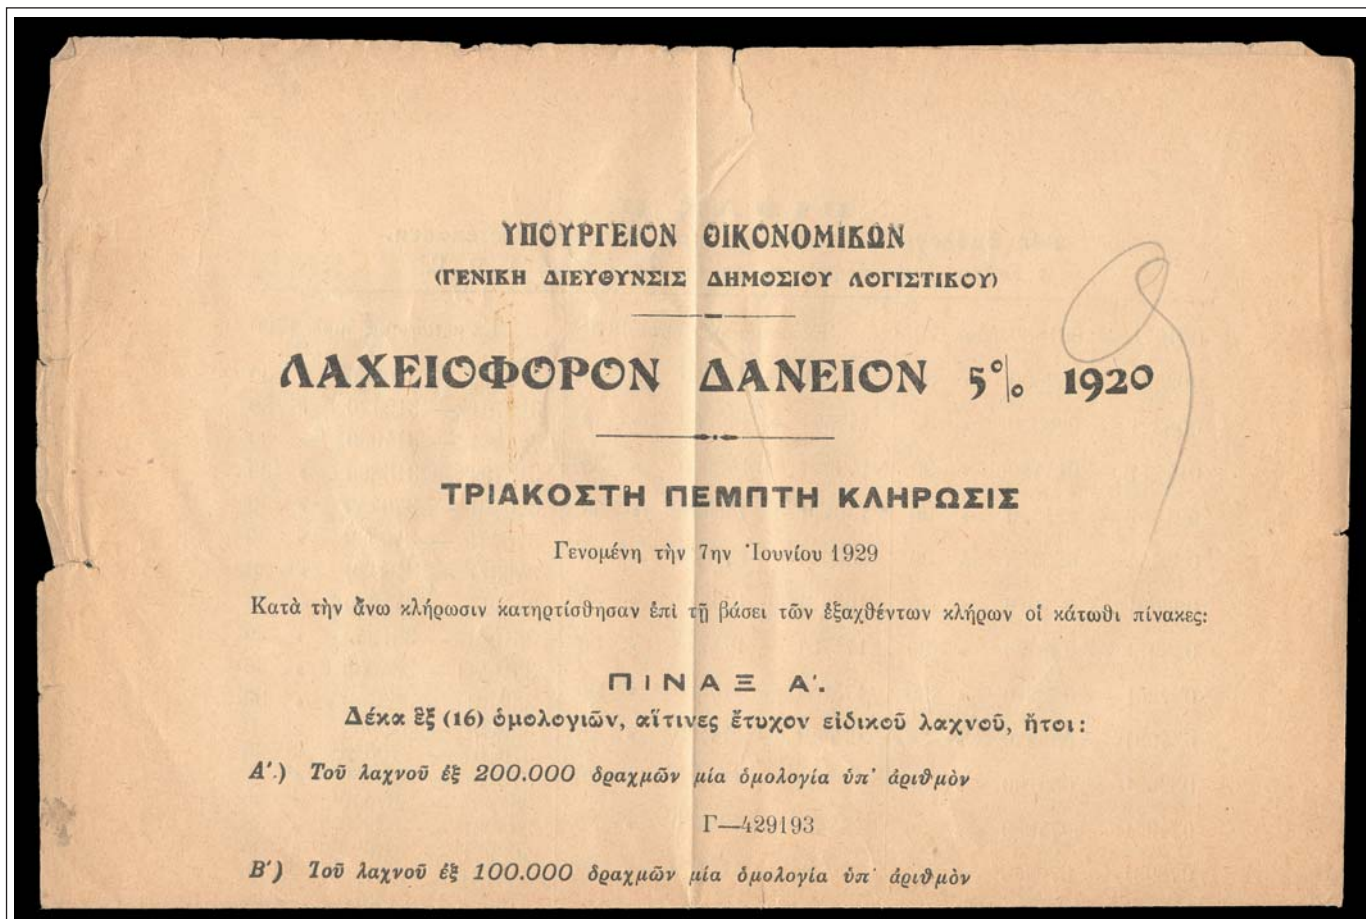 ΥΠΟΥΡΓΕΙΟΝ ΟΙΚΟΝΟΜΙΚΩΝ
(ΓΕΝΙΚΗ ΔΙΕΥΘΥΝΣΙΣ ΔΗΜΟΣΙΟΥ ΛΟΓΙΣΤΙΚΟΥ)
ΛΑΧΕΙΟΦΟΡΟΝ ΔΑΝΕΙΟΝ 5% 1920
ΤΡΙΑΚΟΣΤΗ ΠΕΜΠΤΗ ΚΛΗΡΩΣΙΣ
Γενομένη τὴν 7ην Ἰουνίου 1929
Κατὰ τὴν ἄνω κλήρωσιν κατηρτίσθησαν ἐπὶ τῇ βάσει τῶν ἐξαχθέντων κλήρων οἱ κάτωθι πίνακες:
ΠΙΝΑΞ Α'.
Δέκα ἓξ (16) ὁμολογιῶν, αἵτινες ἔτυχον εἰδικοῦ λαχνοῦ, ἤτοι:
Α'.) Τοῦ λαχνοῦ ἐξ 200.000 δραχμῶν μία ὁμολογία ὑπ' ἀριθμὸν
Γ—429193
Β') Τοῦ λαχνοῦ ἐξ 100.000 δραχμῶν μία ὁμολογία ὑπ' ἀριθμὸν